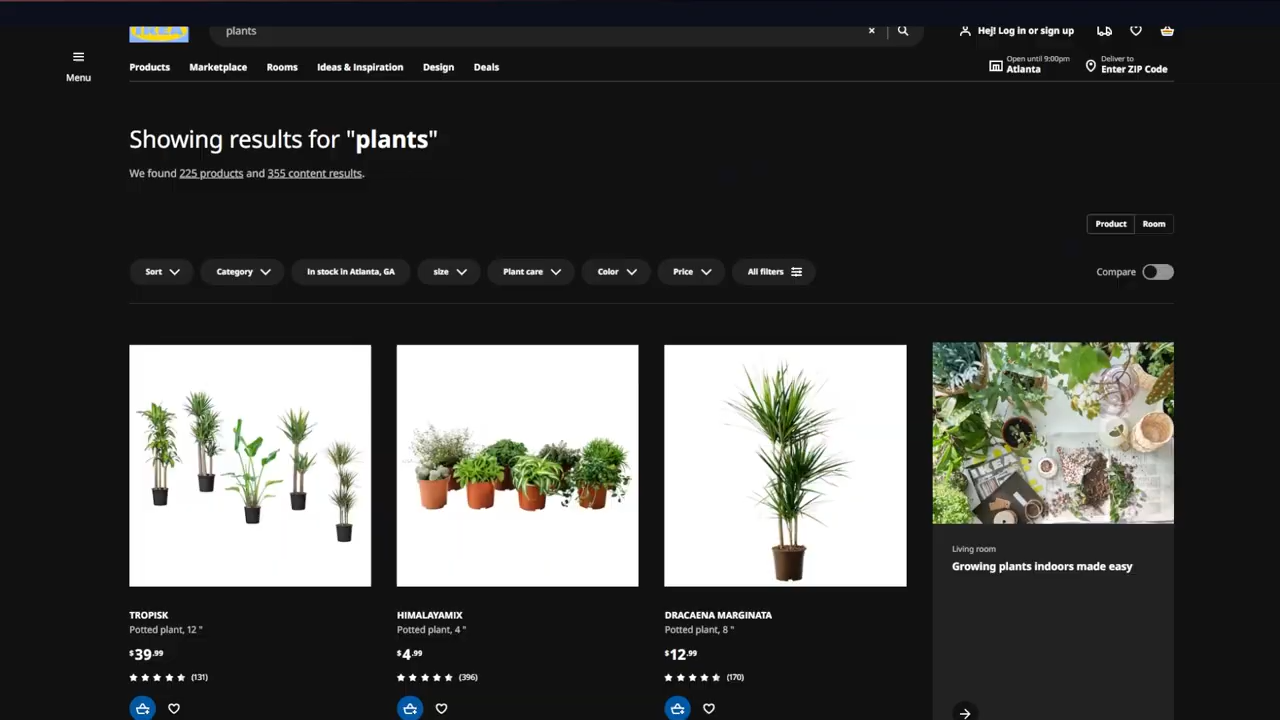 IKEA
plants
Hej! Log in or sign up
Menu
Products Marketplace Rooms Ideas & Inspiration Design Deals
Open until 9:00pm
Atlanta
Deliver to
Enter ZIP Code
Showing results for "plants"
We found 225 products and 355 content results.
Product Room
Sort Category In stock in Atlanta, GA size Plant care Color Price All filters
Compare
IKEA
Living room
Growing plants indoors made easy
TROPISK
Potted plant, 12 "
$39.99
(131)
HIMALAYAMIX
Potted plant, 4 "
$4.99
(396)
DRACAENA MARGINATA
Potted plant, 8 "
$12.99
(170)